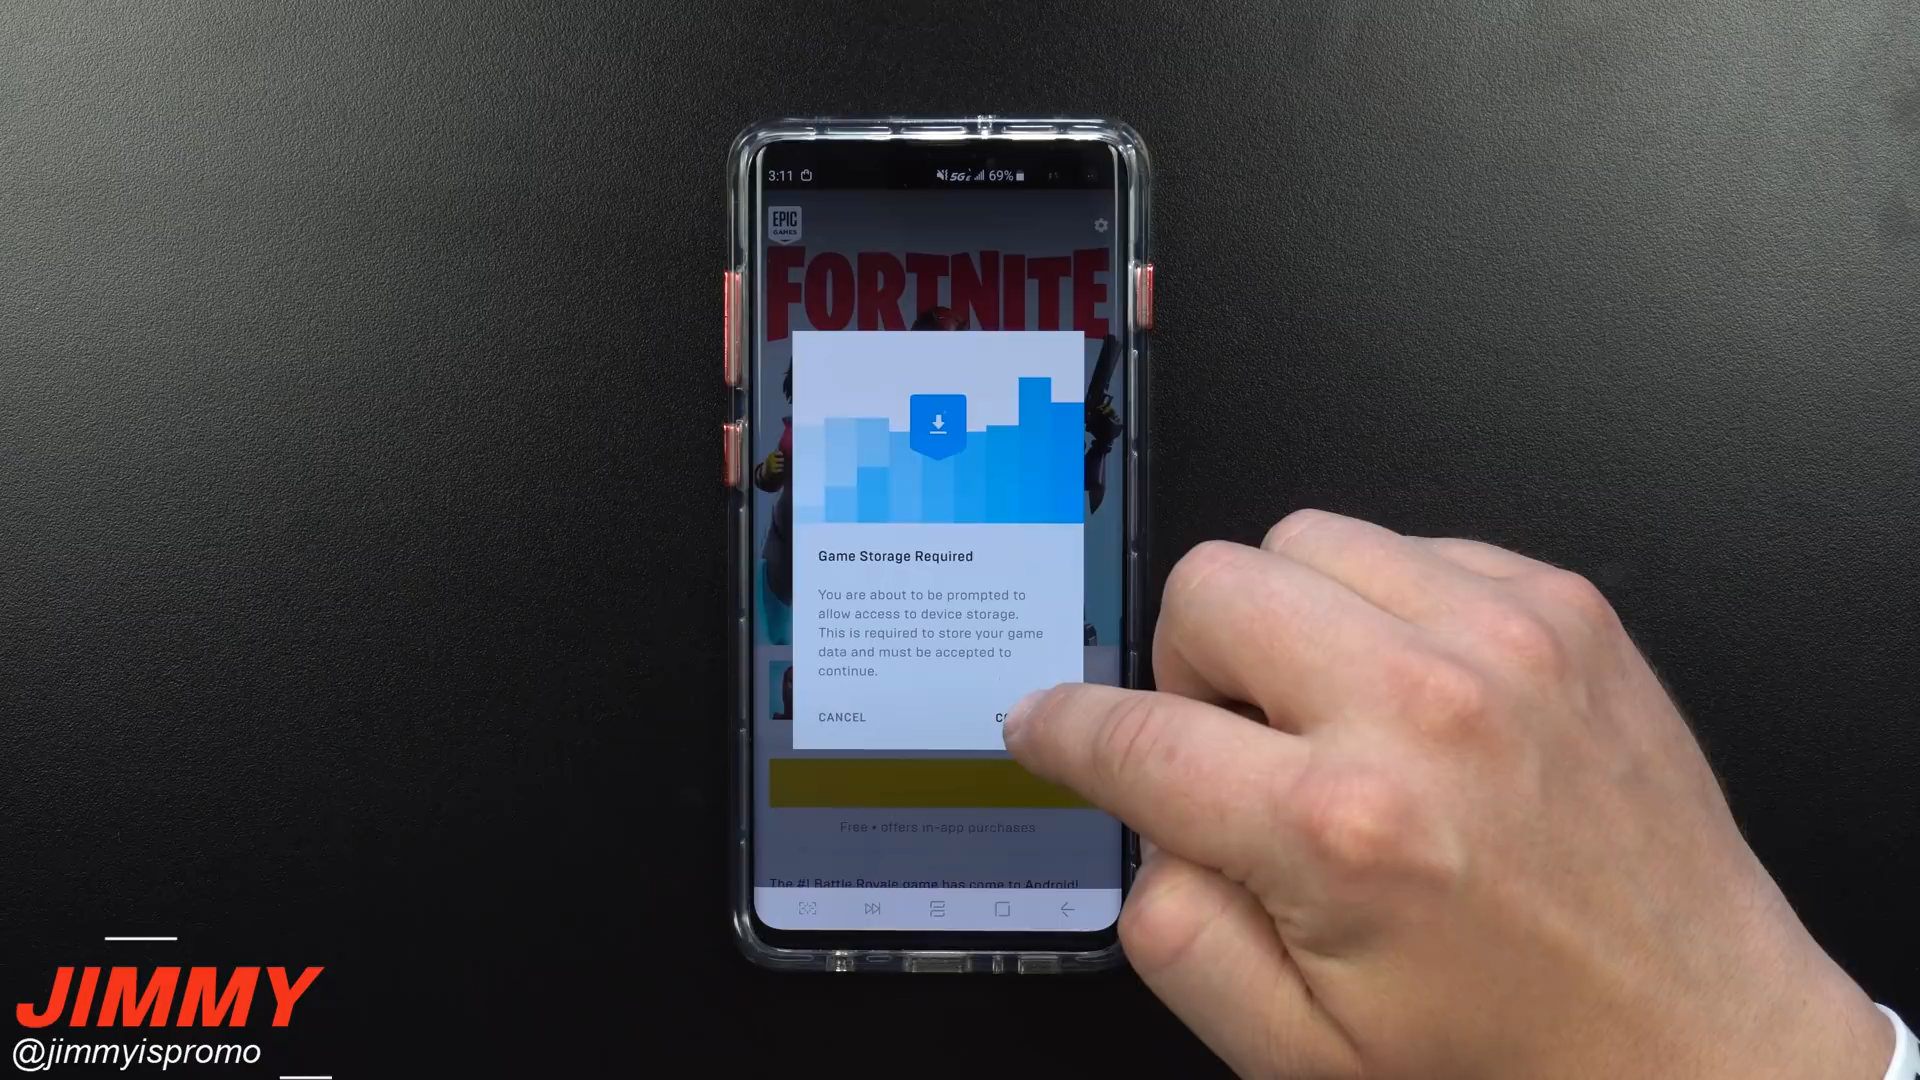 3:11
5GE 69%
EPIC
GAMES
FORTNITE
Game Storage Required
You are about to be prompted to
allow access to device storage.
This is required to store your game
data and must be accepted to
continue.
CANCEL
Free • offers in-app purchases
The #1 Battle Royale game has come to Android!
JIMMY
@jimmyispromo